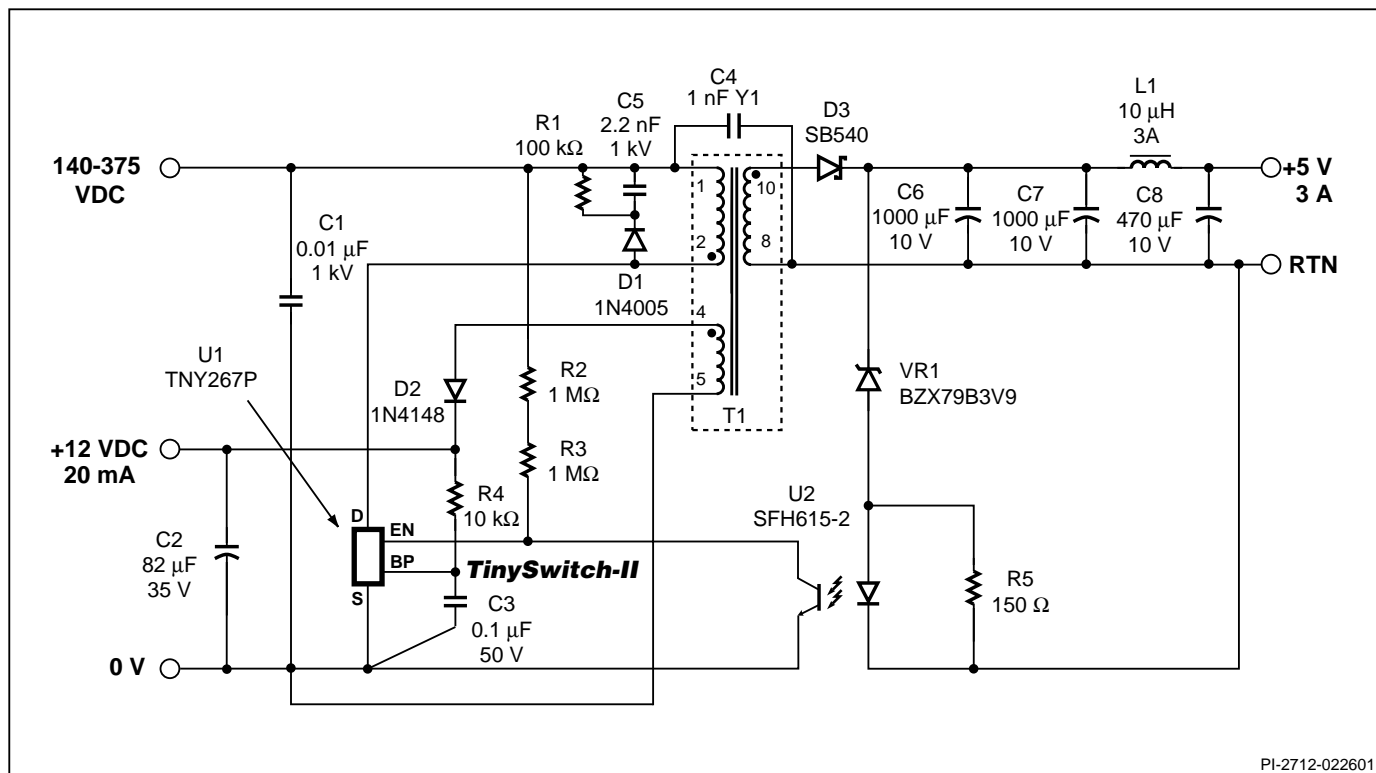 C4
1 nF Y1
C5
2.2 nF
1 kV
R1
100 kΩ
D3
SB540
L1
10 µH
3A
140-375
VDC
+5 V
3 A
1
10
C1
0.01 µF
1 kV
2
8
C6
1000 µF
10 V
C7
1000 µF
10 V
C8
470 µF
10 V
RTN
D1
1N4005
4
5
T1
U1
TNY267P
D2
1N4148
R2
1 MΩ
VR1
BZX79B3V9
+12 VDC
20 mA
R3
1 MΩ
R4
10 kΩ
U2
SFH615-2
D
EN
BP
S
TinySwitch-II
C2
82 µF
35 V
C3
0.1 µF
50 V
R5
150 Ω
0 V
PI-2712-022601